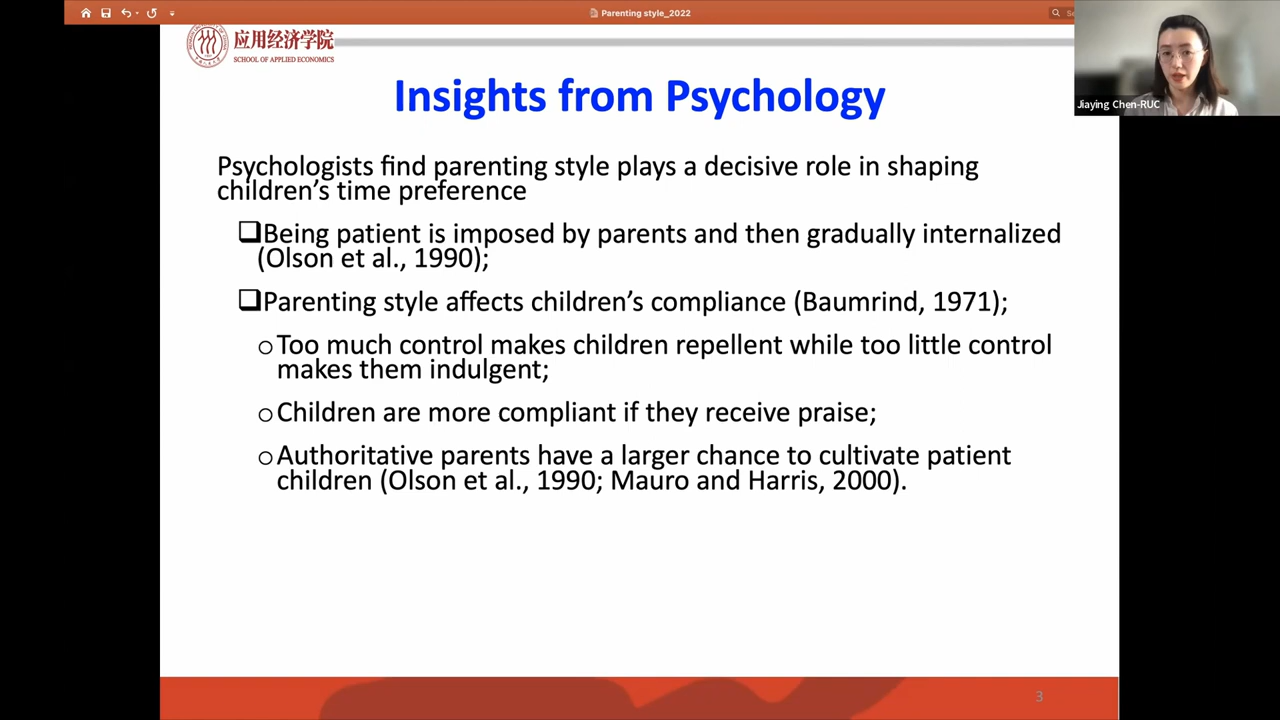 Parenting style_2022
应用经济学院
SCHOOL OF APPLIED ECONOMICS
Jiaying Chen-RUC
Insights from Psychology
Psychologists find parenting style plays a decisive role in shaping
children's time preference
Being patient is imposed by parents and then gradually internalized
(Olson et al., 1990);
Parenting style affects children's compliance (Baumrind, 1971);
Too much control makes children repellent while too little control
makes them indulgent;
Children are more compliant if they receive praise;
Authoritative parents have a larger chance to cultivate patient
children (Olson et al., 1990; Mauro and Harris, 2000).
3